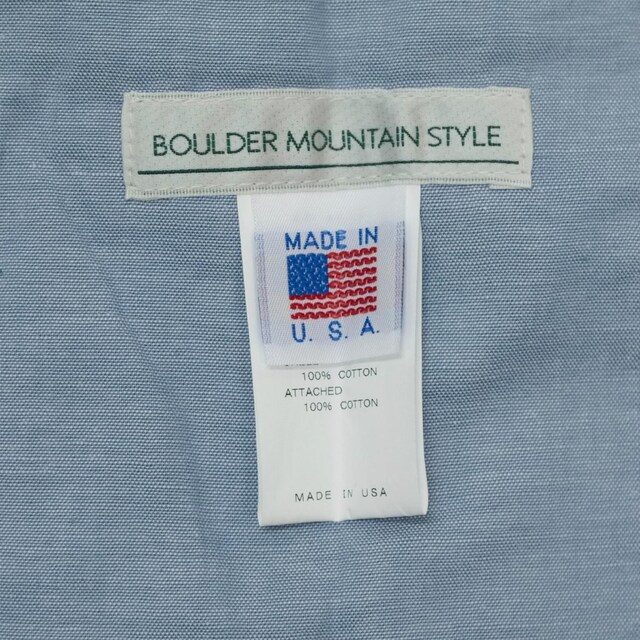 BOULDER MOUNTAIN STYLE
MADE IN
U. S. A.
100% COTTON
ATTACHED
100% COTTON
MADE IN USA